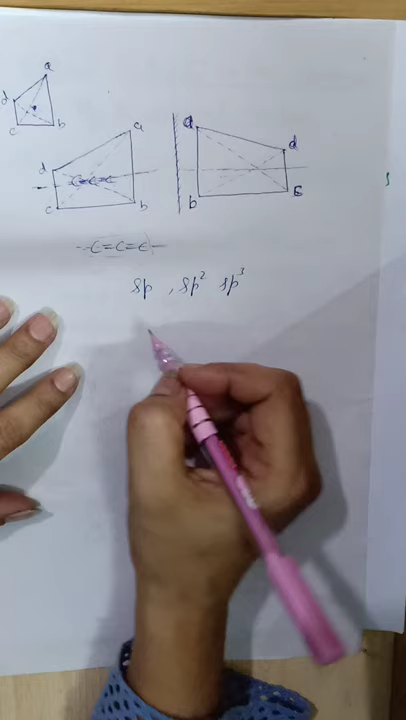 a
d
c b
a
d
C=C=C
c b
a
d
b
-C=C=C-
sp , sp² sp³